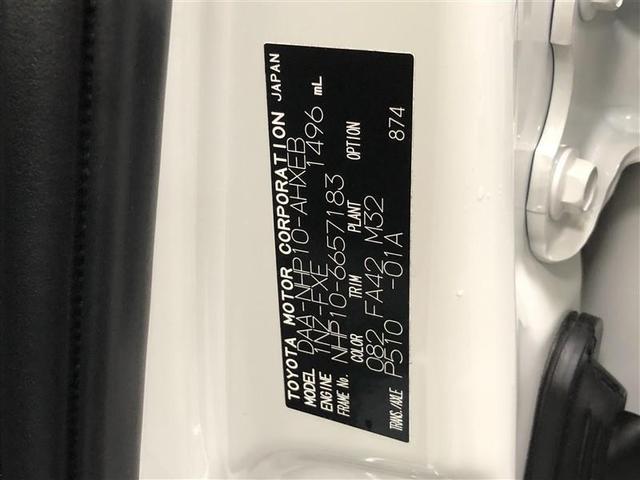 TOYOTA MOTOR CORPORATION JAPAN
MODEL DAA-NHP10-AHXEB
ENGINE 1NZ-FXE 1496 mL
FRAME No. NHP10-6657183
COLOR TRIM PLANT OPTION
082 FA42 M32
TRANS./AXLE P510 -01A 874